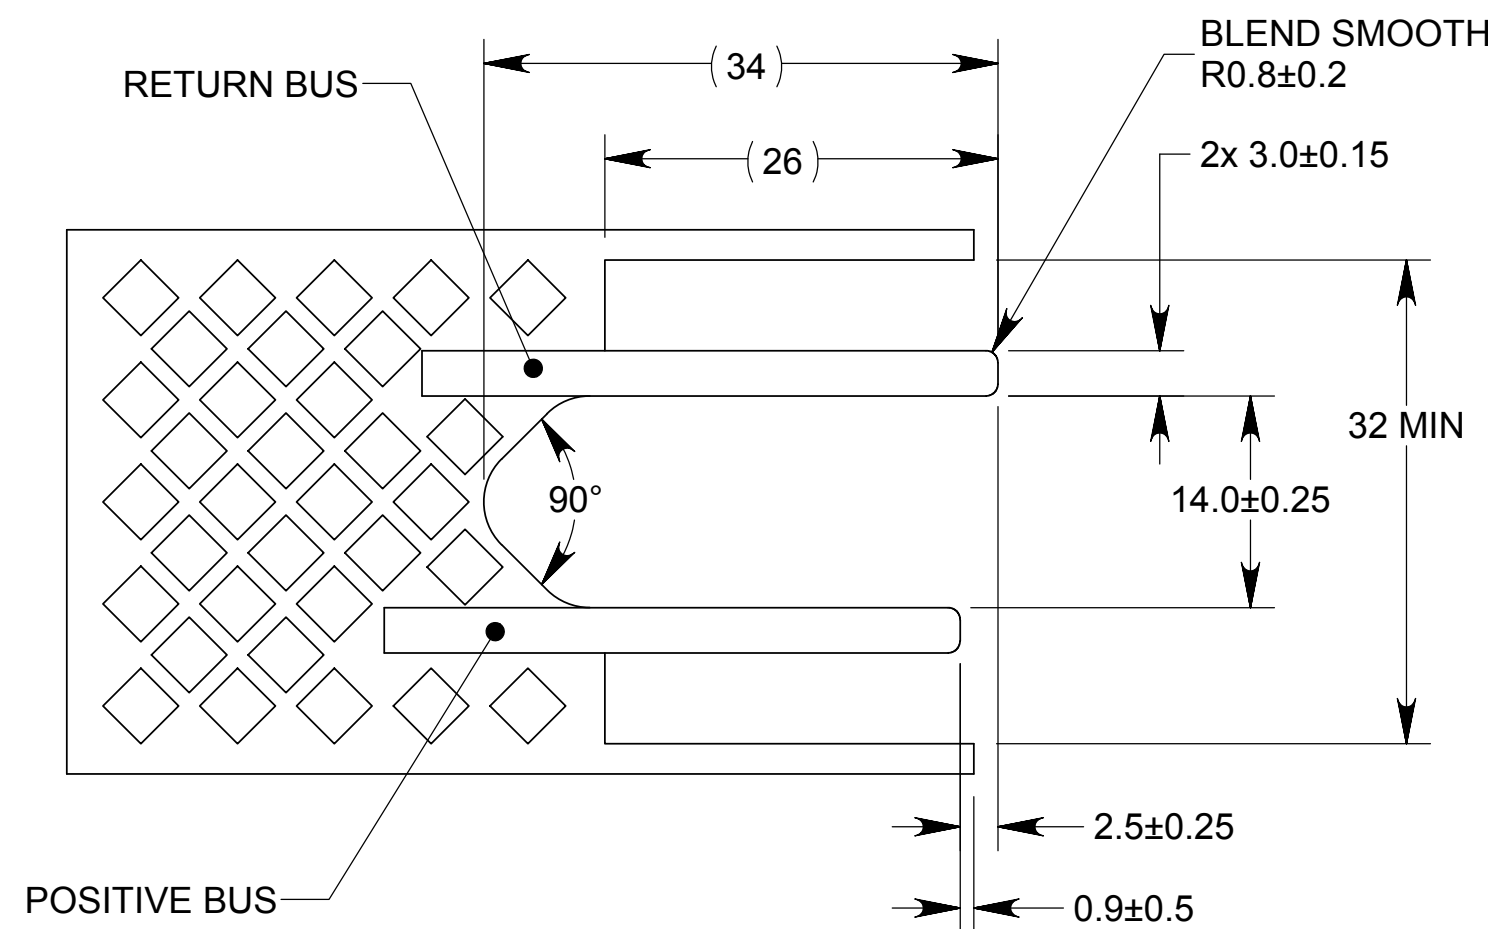 BLEND SMOOTH
R0.8±0.2
(34)
RETURN BUS
(26)
2x 3.0±0.15
32 MIN
90°
14.0±0.25
2.5±0.25
POSITIVE BUS
0.9±0.5